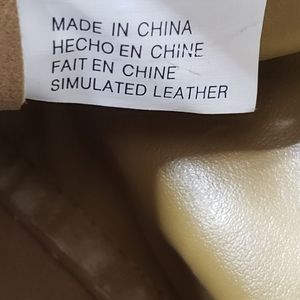 MADE IN CHINA
HECHO EN CHINE
FAIT EN CHINE
SIMULATED LEATHER